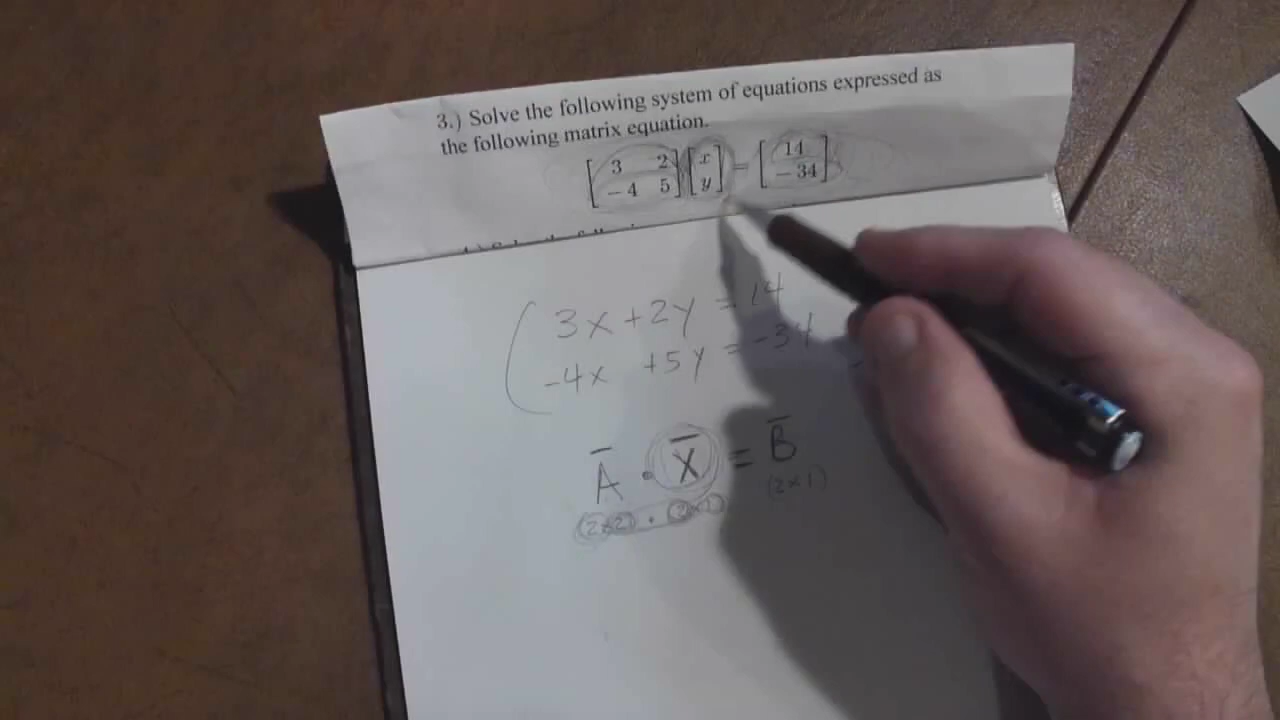 3.) Solve the following system of equations expressed as
the following matrix equation.
[ 3 2 ] [ x ] = [ 14 ]
[ -4 5 ] [ y ] [ -34 ]
3x + 2y = 14
-4x + 5y = -34
A̅ · X̅ = B̅
(2×2) · (2×1) (2×1)